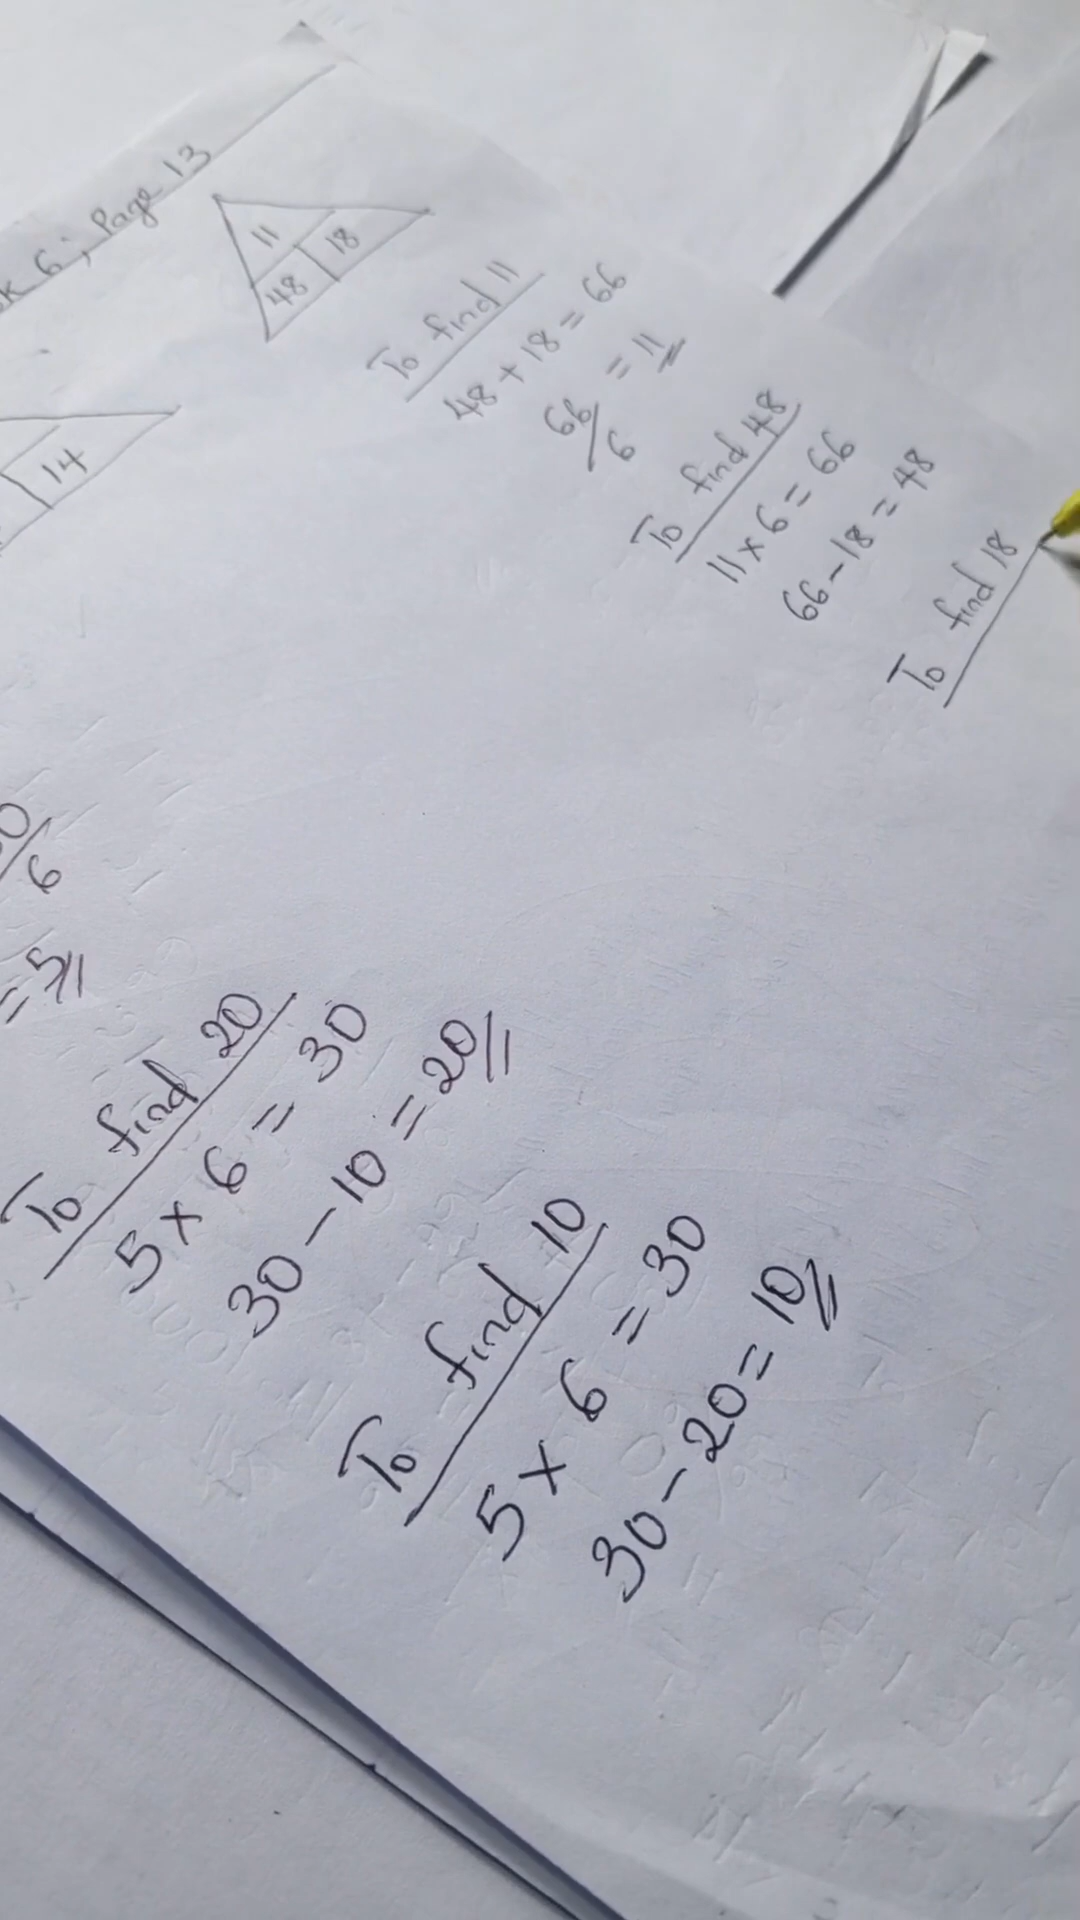 6; Page 13
11
48 18
14
To find 11
48 + 18 = 66
66/6 = 11
To find 48
11 x 6 = 66
66 - 18 = 48
To find 18
0/6
= 5
To find 20
5 x 6 = 30
30 - 10 = 20
To find 10
5 x 6 = 30
30 - 20 = 10